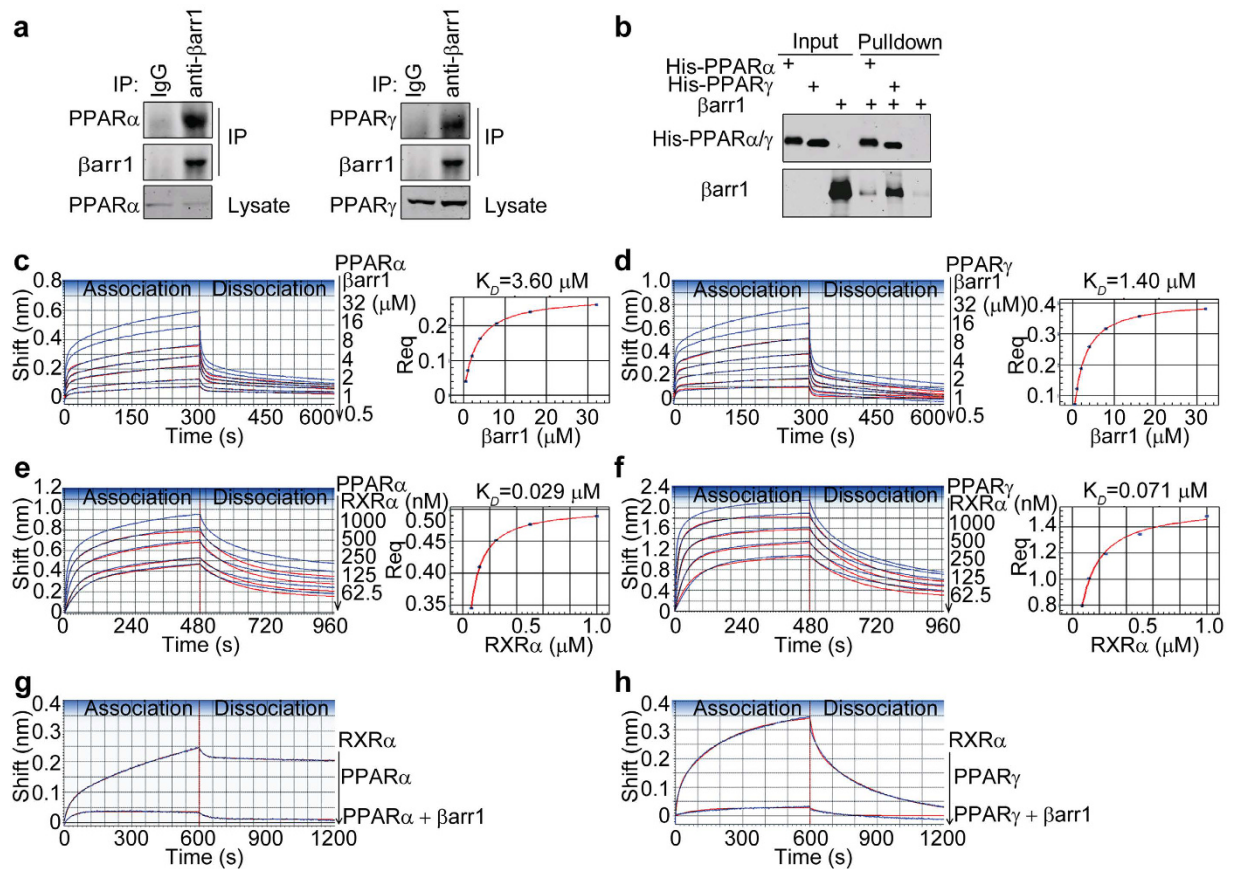 a
IP: IgG anti-βarr1
PPARα
βarr1
IP
PPARα Lysate
IP: IgG anti-βarr1
PPARγ
βarr1
IP
PPARγ Lysate
b
Input Pulldown
His-PPARα + +
His-PPARγ + +
βarr1 + + + +
His-PPARα/γ
βarr1
c
Association Dissociation
Shift (nm)
0.8
0.6
0.4
0.2
0
0 150 300 450 600
Time (s)
PPARα
βarr1
32 (μM)
16
8
4
2
1
0.5
K_D=3.60 μM
Req
0.2
0.1
0
0 10 20 30
βarr1 (μM)
d
Association Dissociation
Shift (nm)
1.0
0.8
0.6
0.4
0.2
0
0 150 300 450 600
Time (s)
PPARγ
βarr1
32 (μM)
16
8
4
2
1
0.5
K_D=1.40 μM
Req
0.4
0.3
0.2
0.1
0 10 20 30
βarr1 (μM)
e
Association Dissociation
Shift (nm)
1.2
1.0
0.8
0.6
0.4
0.2
0
0 240 480 720 960
Time (s)
PPARα
RXRα (nM)
1000
500
250
125
62.5
K_D=0.029 μM
Req
0.50
0.45
0.40
0.35
0 0.5 1.0
RXRα (μM)
f
Association Dissociation
Shift (nm)
2.4
2.0
1.6
1.2
0.8
0.4
0
0 240 480 720 960
Time (s)
PPARγ
RXRα (nM)
1000
500
250
125
62.5
K_D=0.071 μM
Req
1.4
1.2
1.0
0.8
0 0.5 1.0
RXRα (μM)
g
Association Dissociation
Shift (nm)
0.4
0.3
0.2
0.1
0
0 300 600 900 1200
Time (s)
RXRα
PPARα
PPARα + βarr1
h
Association Dissociation
Shift (nm)
0.4
0.3
0.2
0.1
0
0 300 600 900 1200
Time (s)
RXRα
PPARγ
PPARγ + βarr1